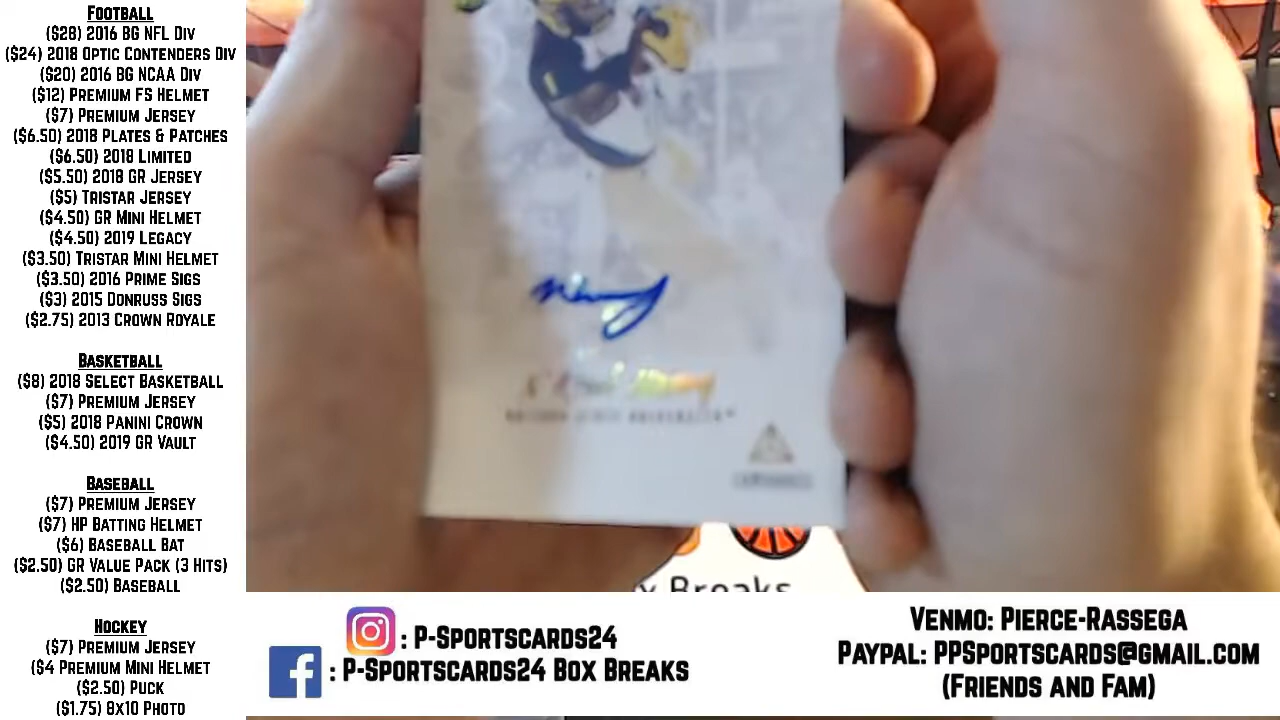 Football
($28) 2016 BG NFL Div
($24) 2018 Optic Contenders Div
($20) 2016 BG NCAA Div
($12) Premium FS Helmet
($7) Premium Jersey
($6.50) 2018 Plates & Patches
($6.50) 2018 Limited
($5.50) 2018 GR Jersey
($5) Tristar Jersey
($4.50) GR Mini Helmet
($4.50) 2019 Legacy
($3.50) Tristar Mini Helmet
($3.50) 2016 Prime Sigs
($3) 2015 Donruss Sigs
($2.75) 2013 Crown Royale
Basketball
($8) 2018 Select Basketball
($7) Premium Jersey
($5) 2018 Panini Crown
($4.50) 2019 GR Vault
Baseball
($7) Premium Jersey
($7) HP Batting Helmet
($6) Baseball Bat
($2.50) GR Value Pack (3 Hits)
($2.50) Baseball
Hockey
($7) Premium Jersey
($4 Premium Mini Helmet
($2.50) Puck
($1.75) 8x10 Photo
Breaks
: P-Sportscards24
: P-Sportscards24 Box Breaks
Venmo: Pierce-Rassega
Paypal: PPSportscards@gmail.com
(Friends and Fam)